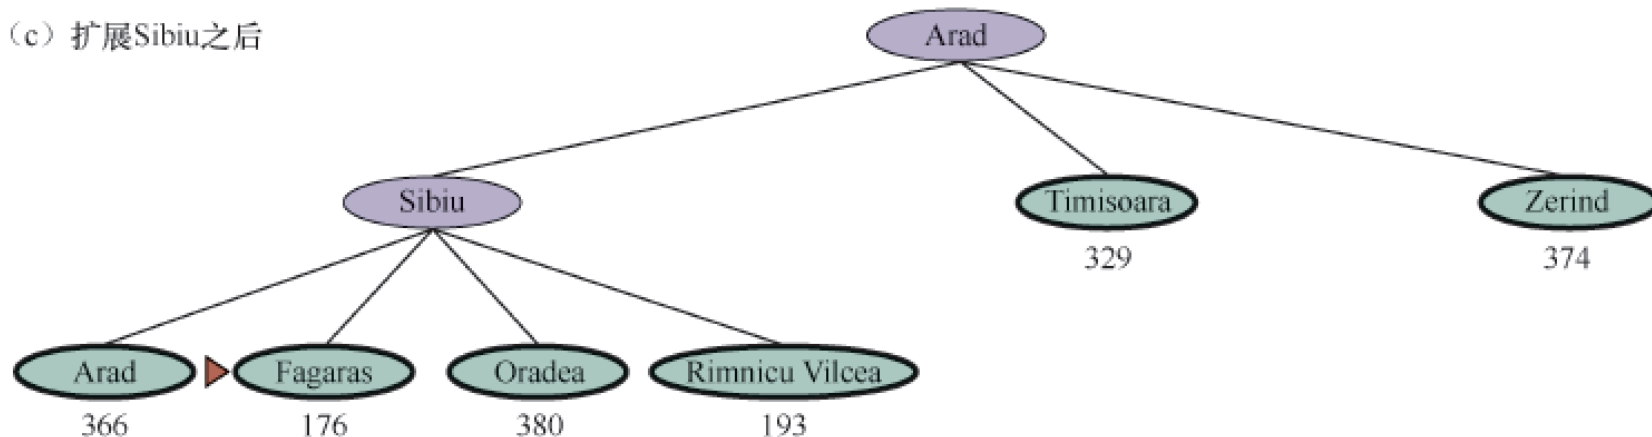 （c）扩展Sibiu之后
Arad
Sibiu
Timisoara
Zerind
329
374
Arad
Fagaras
Oradea
Rimnicu Vilcea
366
176
380
193